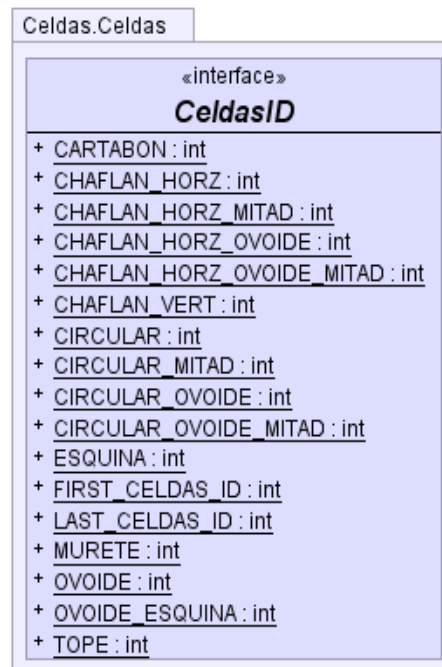 Celdas.Celdas
«interface»
CeldasID
+ CARTABON : int
+ CHAFLAN_HORZ : int
+ CHAFLAN_HORZ_MITAD : int
+ CHAFLAN_HORZ_OVOIDE : int
+ CHAFLAN_HORZ_OVOIDE_MITAD : int
+ CHAFLAN_VERT : int
+ CIRCULAR : int
+ CIRCULAR_MITAD : int
+ CIRCULAR_OVOIDE : int
+ CIRCULAR_OVOIDE_MITAD : int
+ ESQUINA : int
+ FIRST_CELDAS_ID : int
+ LAST_CELDAS_ID : int
+ MURETE : int
+ OVOIDE : int
+ OVOIDE_ESQUINA : int
+ TOPE : int